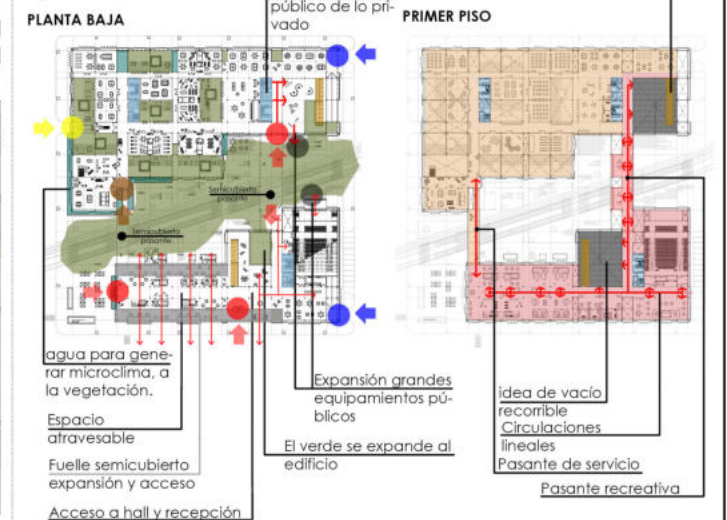 público de lo pri-
vado
PLANTA BAJA
PRIMER PISO
Semicubierto
pasante
Semicubierto
pasante
agua para gene-
rar microclima, a
la vegetación.
Espacio
atravesable
Fuelle semicubierto
expansión y acceso
Acceso a hall y recepción
Expansión grandes
equipamientos pú-
blicos
El verde se expande al
edificio
idea de vacío
recorrible
Circulaciones
lineales
Pasante de servicio
Pasante recreativa